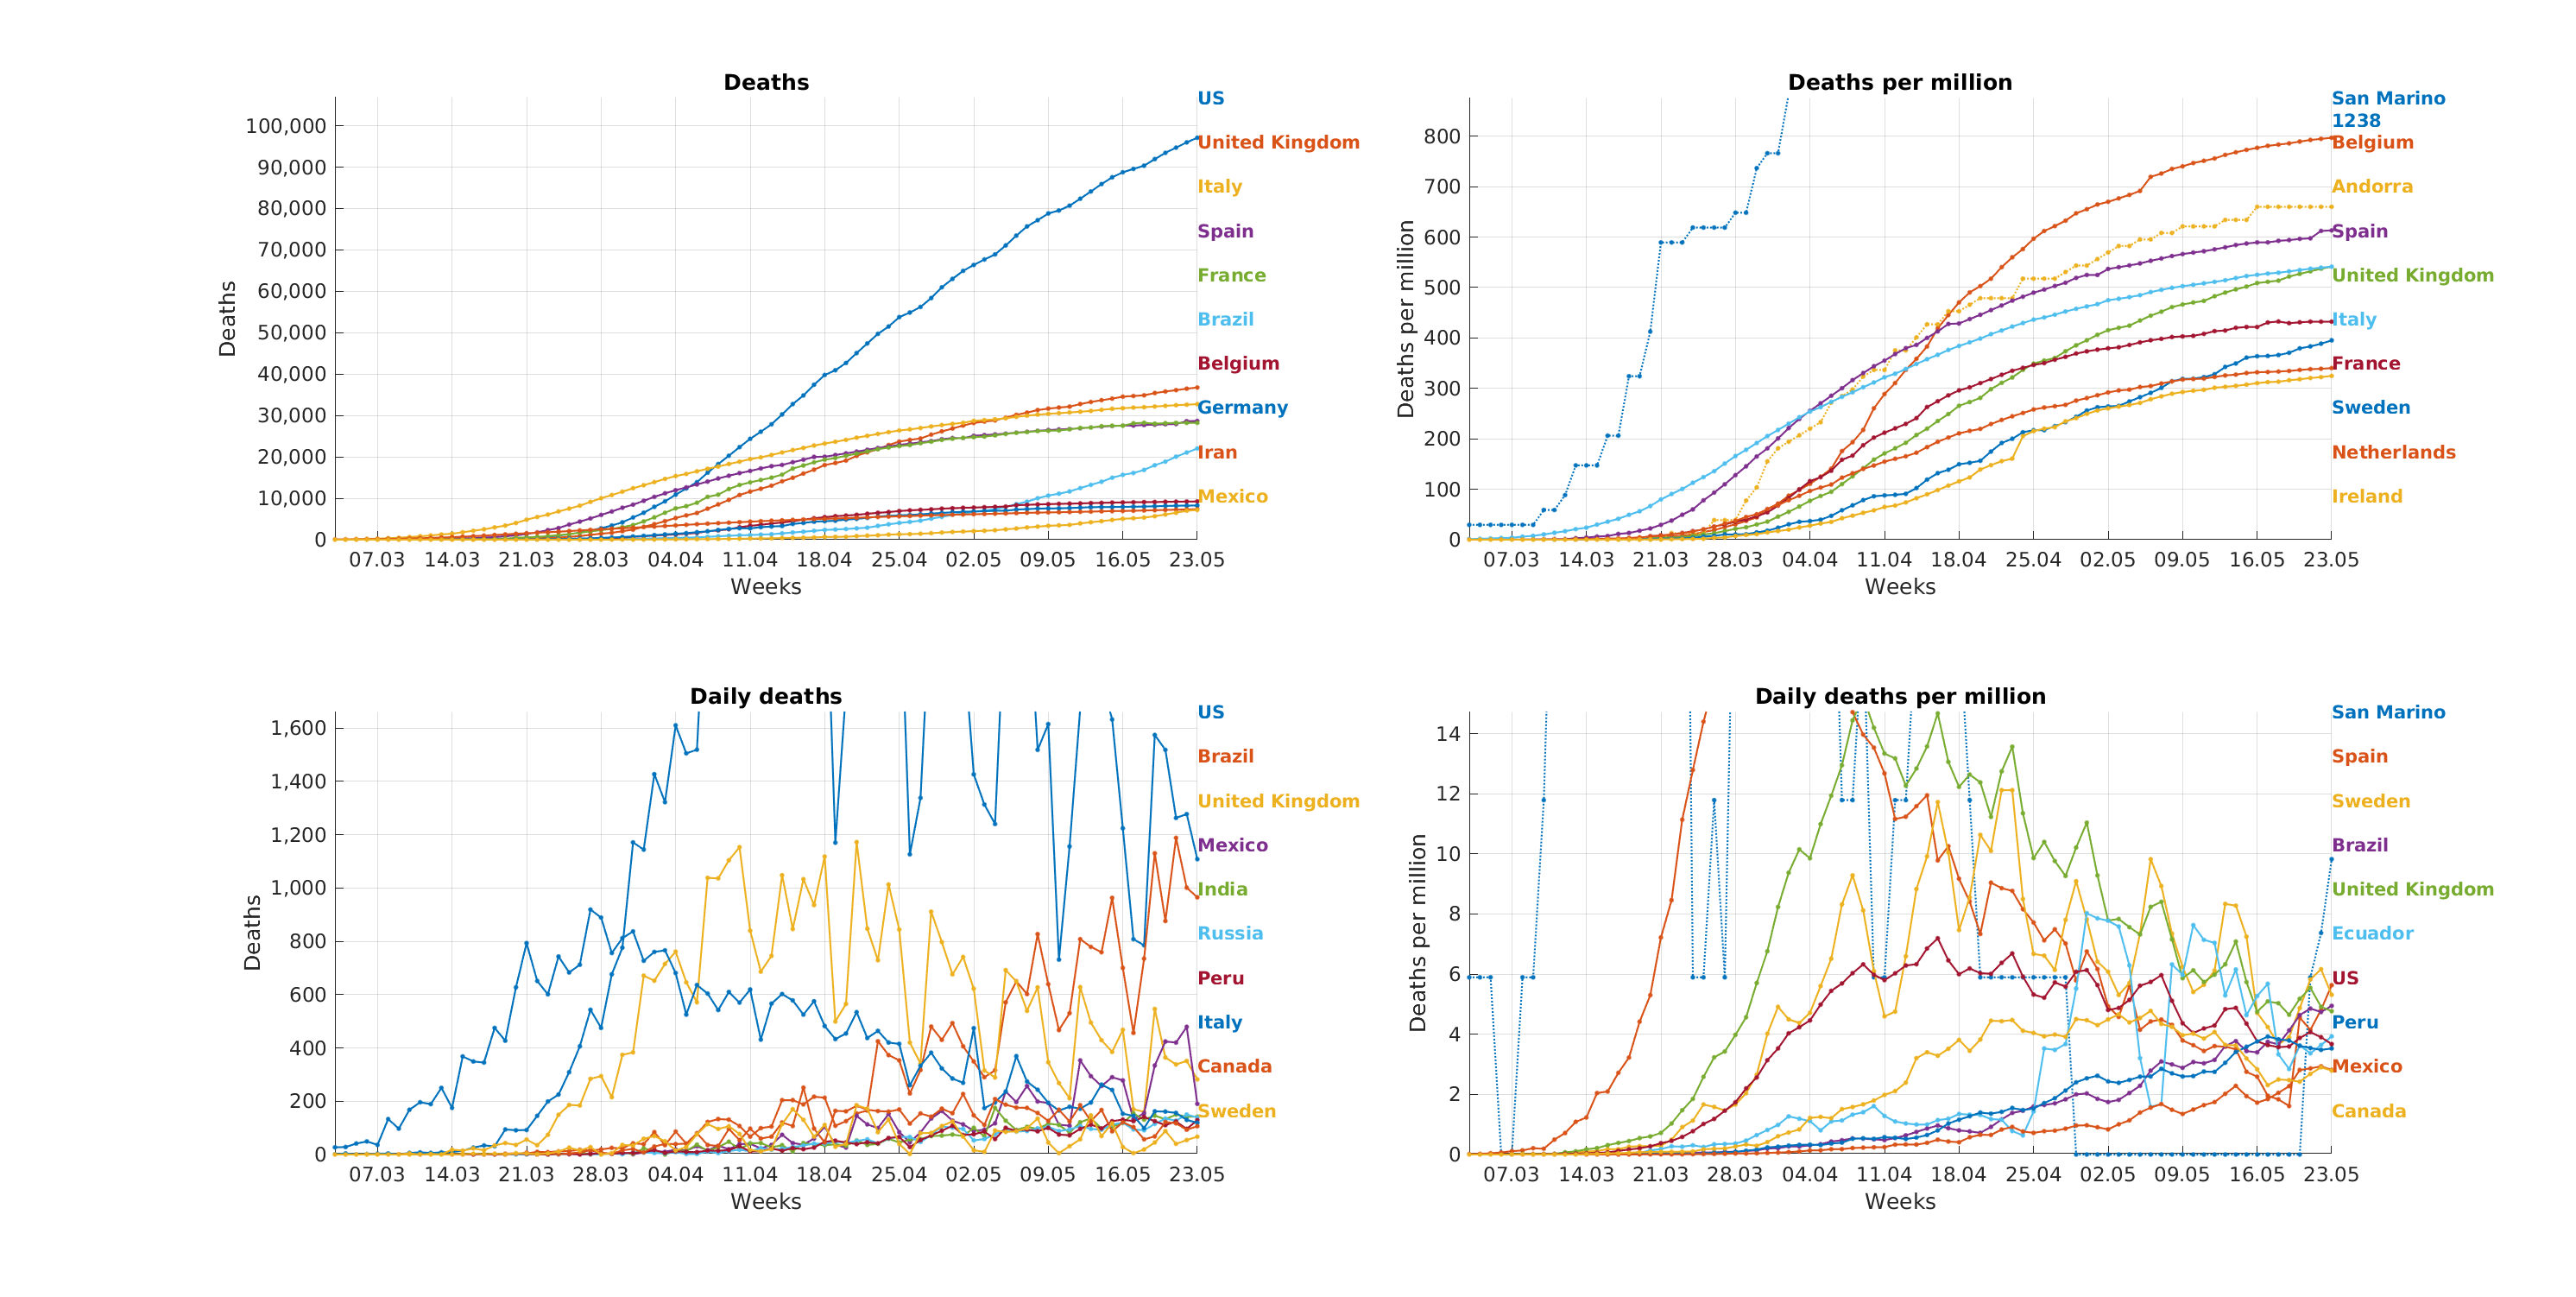 Deaths
100,000
90,000
80,000
70,000
60,000
50,000
40,000
30,000
20,000
10,000
0
Deaths
07.03 14.03 21.03 28.03 04.04 11.04 18.04 25.04 02.05 09.05 16.05 23.05
Weeks
US
United Kingdom
Italy
Spain
France
Brazil
Belgium
Germany
Iran
Mexico
Deaths per million
800
700
600
500
400
300
200
100
0
Deaths per million
07.03 14.03 21.03 28.03 04.04 11.04 18.04 25.04 02.05 09.05 16.05 23.05
Weeks
San Marino
1238
Belgium
Andorra
Spain
United Kingdom
Italy
France
Sweden
Netherlands
Ireland
Daily deaths
1,600
1,400
1,200
1,000
800
600
400
200
0
Deaths
07.03 14.03 21.03 28.03 04.04 11.04 18.04 25.04 02.05 09.05 16.05 23.05
Weeks
US
Brazil
United Kingdom
Mexico
India
Russia
Peru
Italy
Canada
Sweden
Daily deaths per million
14
12
10
8
6
4
2
0
Deaths per million
07.03 14.03 21.03 28.03 04.04 11.04 18.04 25.04 02.05 09.05 16.05 23.05
Weeks
San Marino
Spain
Sweden
Brazil
United Kingdom
Ecuador
US
Peru
Mexico
Canada